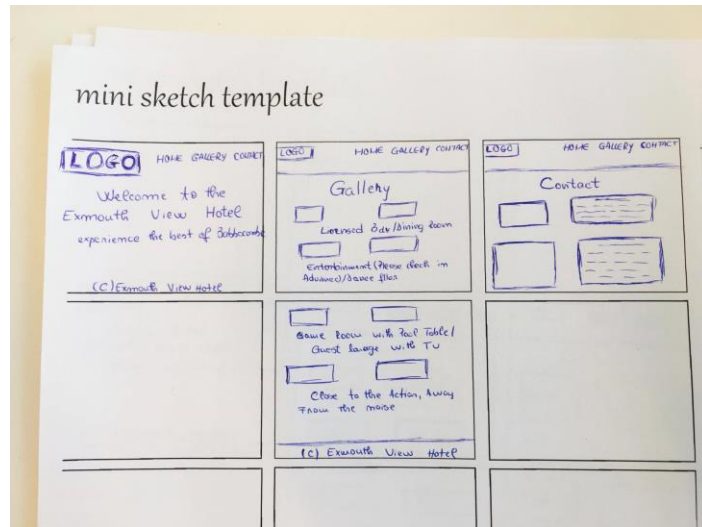 mini sketch template
LOGO HOME GALLERY CONTACT
Welcome to the
Exmouth View Hotel
experience the best of Babbacombe
(C) Exmouth View Hotel
LOGO HOME GALLERY CONTACT
Gallery
Licensed Bar/Dining Room
Entertainment (Please check in
Advance)/Dance
Game Room with Pool Table/
Guest Lounge with TV
Close to the Action, Away
From the noise
(C) Exmouth View Hotel
LOGO HOME GALLERY CONTACT
Contact